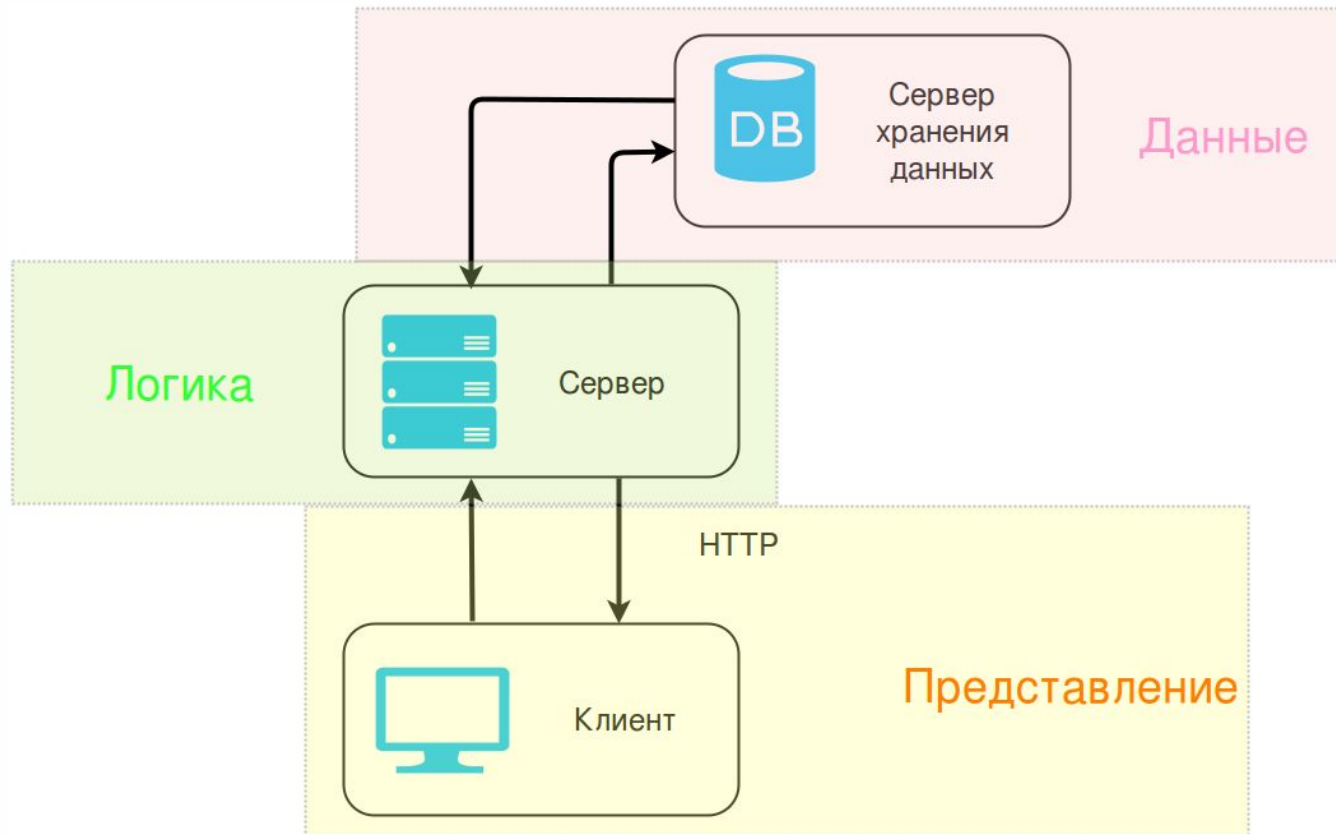 DB
Сервер
хранения
данных
Данные
Логика
Сервер
HTTP
Клиент
Представление